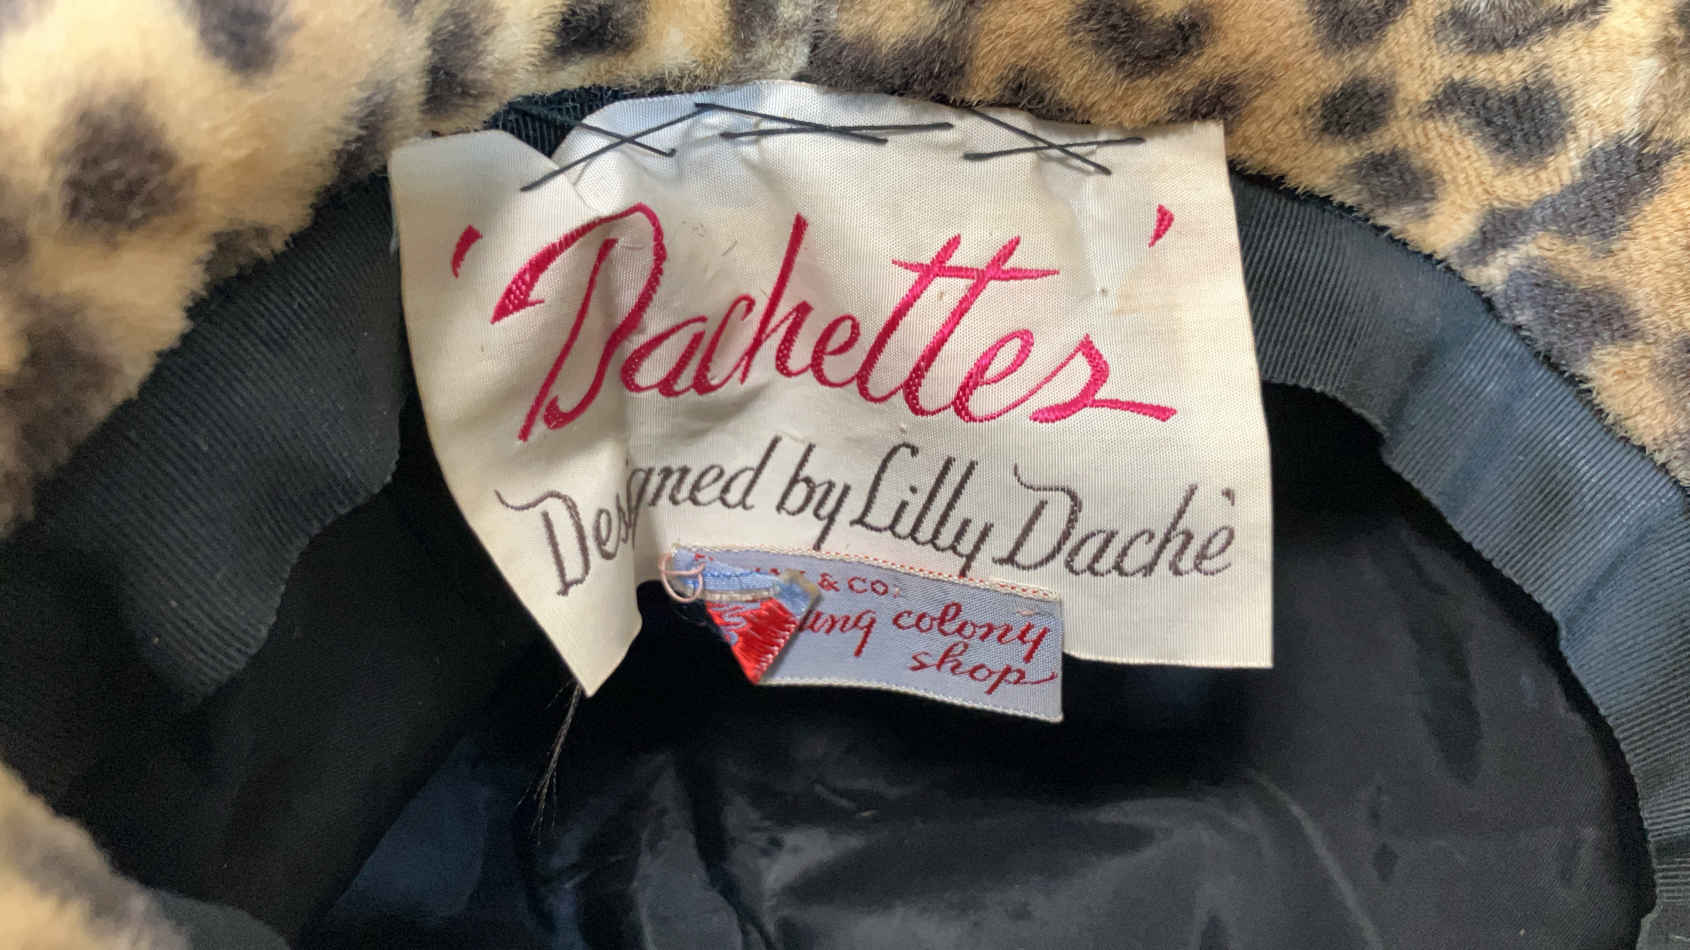 'Dachettes'
Designed by Lilly Daché
& CO.
colony
shop